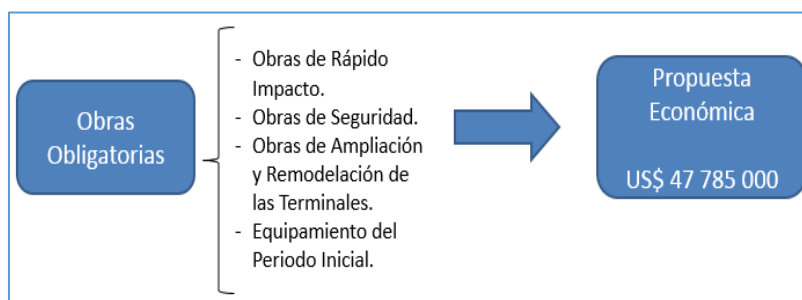 Obras
Obligatorias
- Obras de Rápido
Impacto.
- Obras de Seguridad.
- Obras de Ampliación
y Remodelación de
las Terminales.
- Equipamiento del
Periodo Inicial.
Propuesta
Económica
US$ 47 785 000